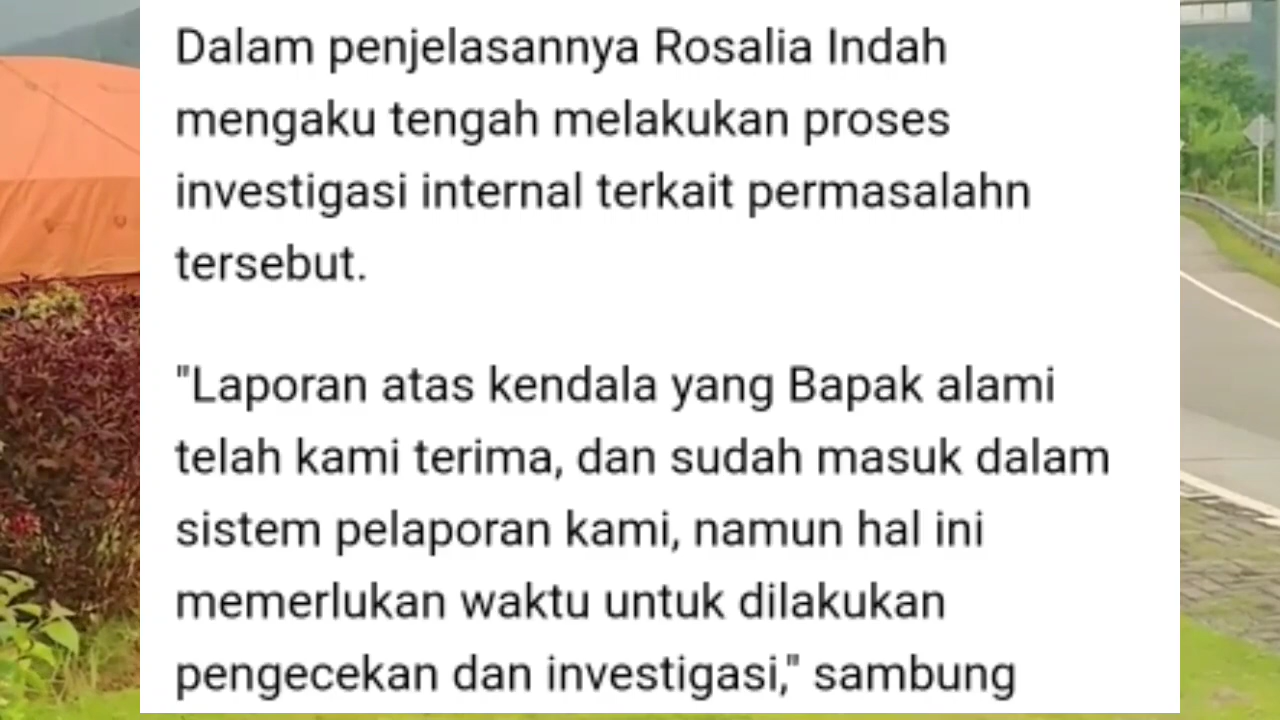 Dalam penjelasannya Rosalia Indah
mengaku tengah melakukan proses
investigasi internal terkait permasalahn
tersebut.
"Laporan atas kendala yang Bapak alami
telah kami terima, dan sudah masuk dalam
sistem pelaporan kami, namun hal ini
memerlukan waktu untuk dilakukan
pengecekan dan investigasi," sambung